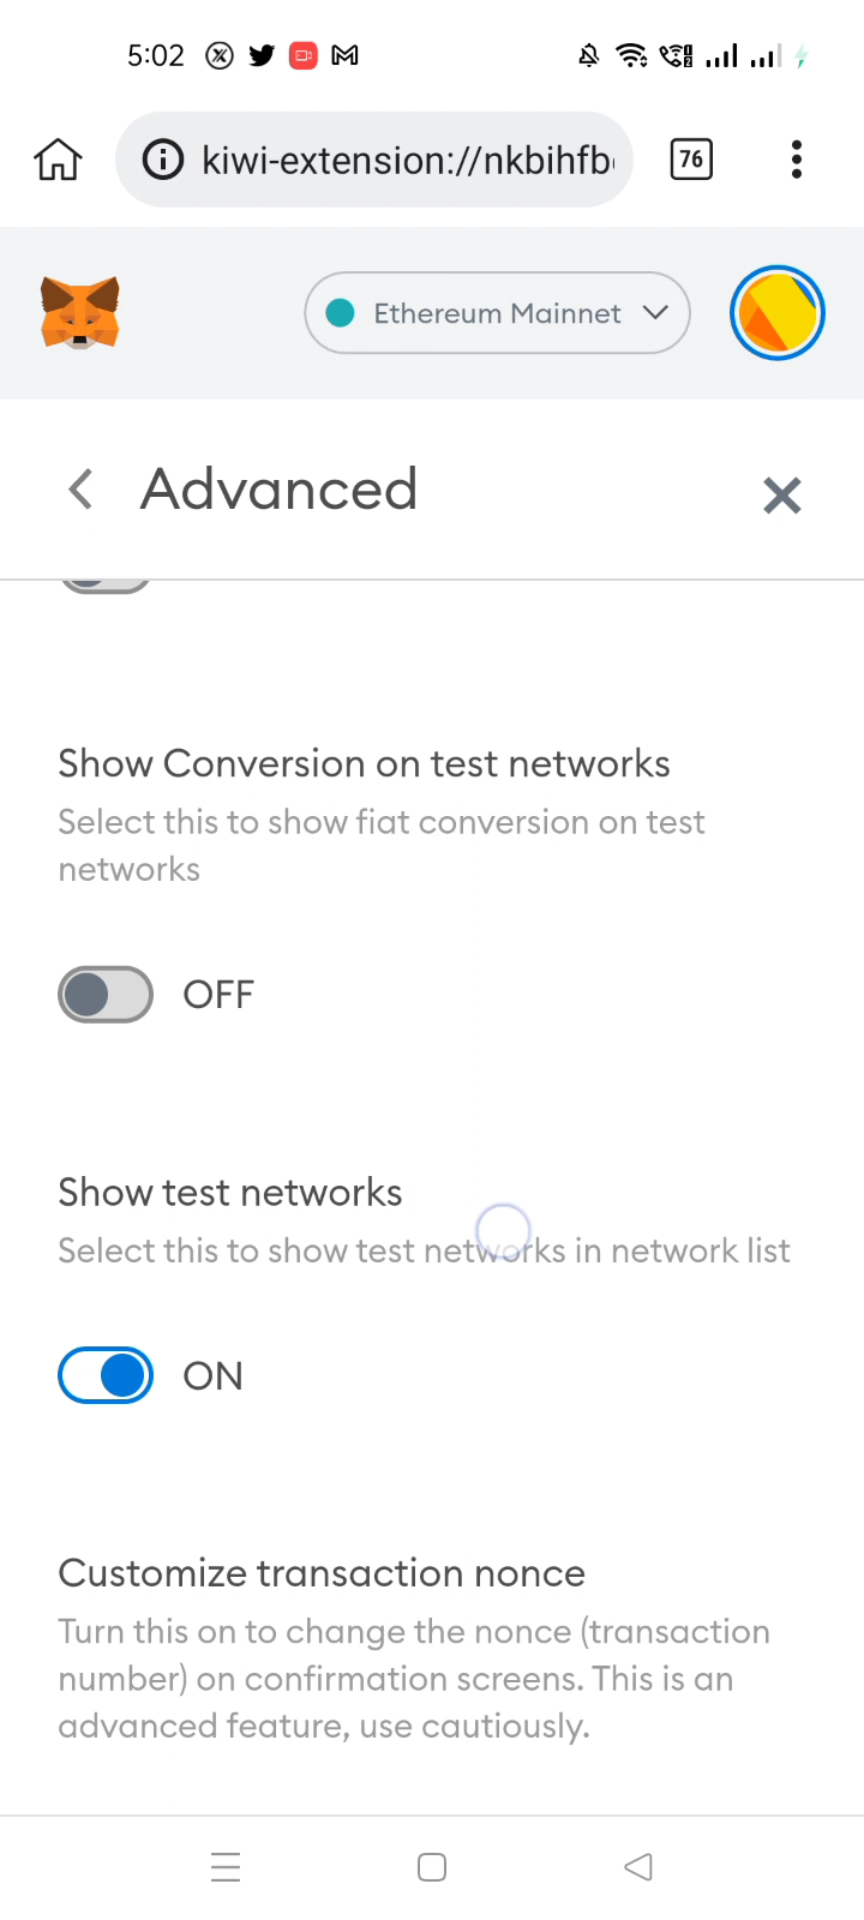 5:02
kiwi-extension://nkbihfb
76
Ethereum Mainnet
Advanced
Show Conversion on test networks
Select this to show fiat conversion on test
networks
OFF
Show test networks
Select this to show test networks in network list
ON
Customize transaction nonce
Turn this on to change the nonce (transaction
number) on confirmation screens. This is an
advanced feature, use cautiously.